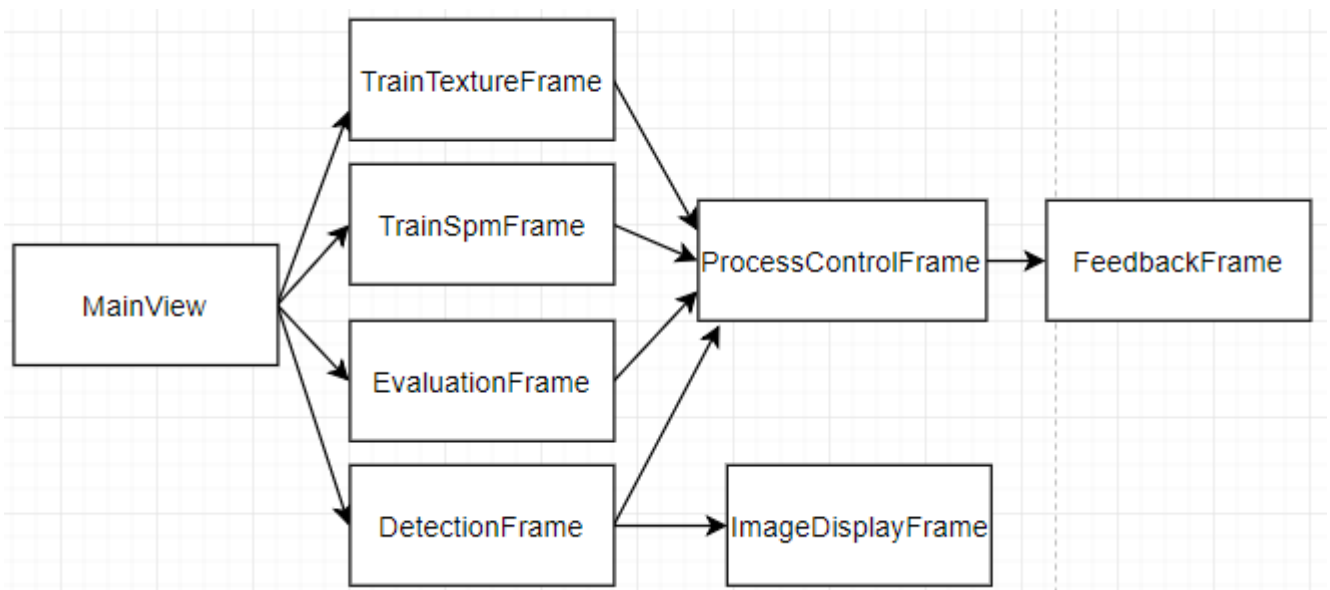 TrainTextureFrame
TrainSpmFrame
ProcessControlFrame
FeedbackFrame
MainView
EvaluationFrame
DetectionFrame
ImageDisplayFrame